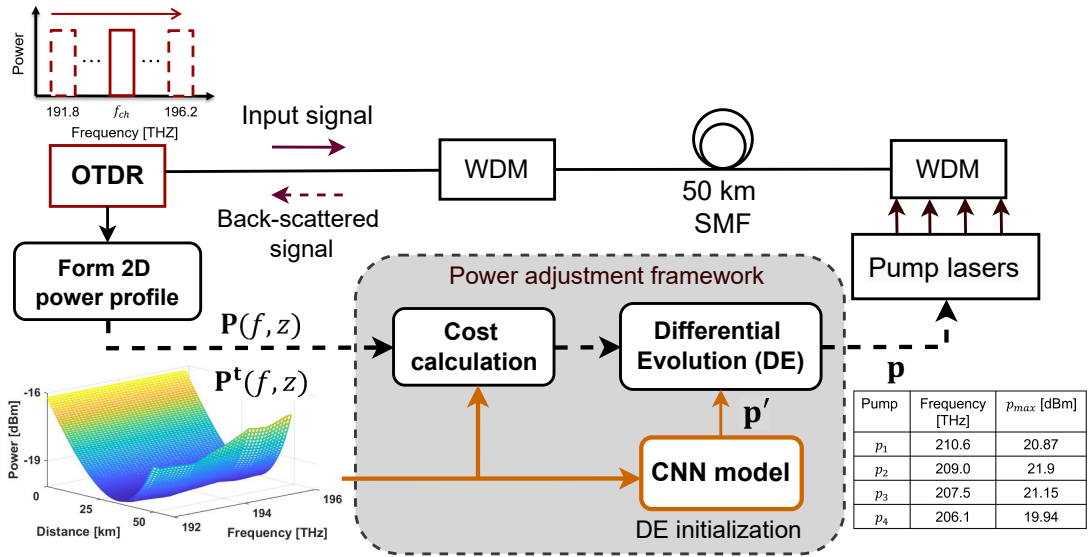 Power
191.8
...
f_ch
...
196.2
Frequency [THZ]
OTDR
Input signal
Back-scattered
signal
WDM
50 km
SMF
WDM
Pump lasers
Form 2D
power profile
P(f, z)
P^t(f, z)
Power adjustment framework
Cost
calculation
Differential
Evolution (DE)
p
p′
CNN model
DE initialization
-16
-19
Power [dBm]
0
25
50
Distance [km]
192
194
196
Frequency [THz]
Pump Frequency [THz] p_max [dBm]
p_1 210.6 20.87
p_2 209.0 21.9
p_3 207.5 21.15
p_4 206.1 19.94